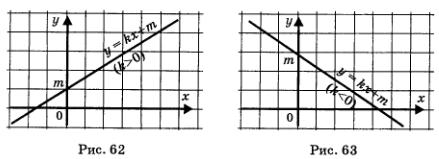 y
y = kx+m
(k>0)
m
x
0
Рис. 62
y
m
y = kx+m
(k<0)
x
0
Рис. 63